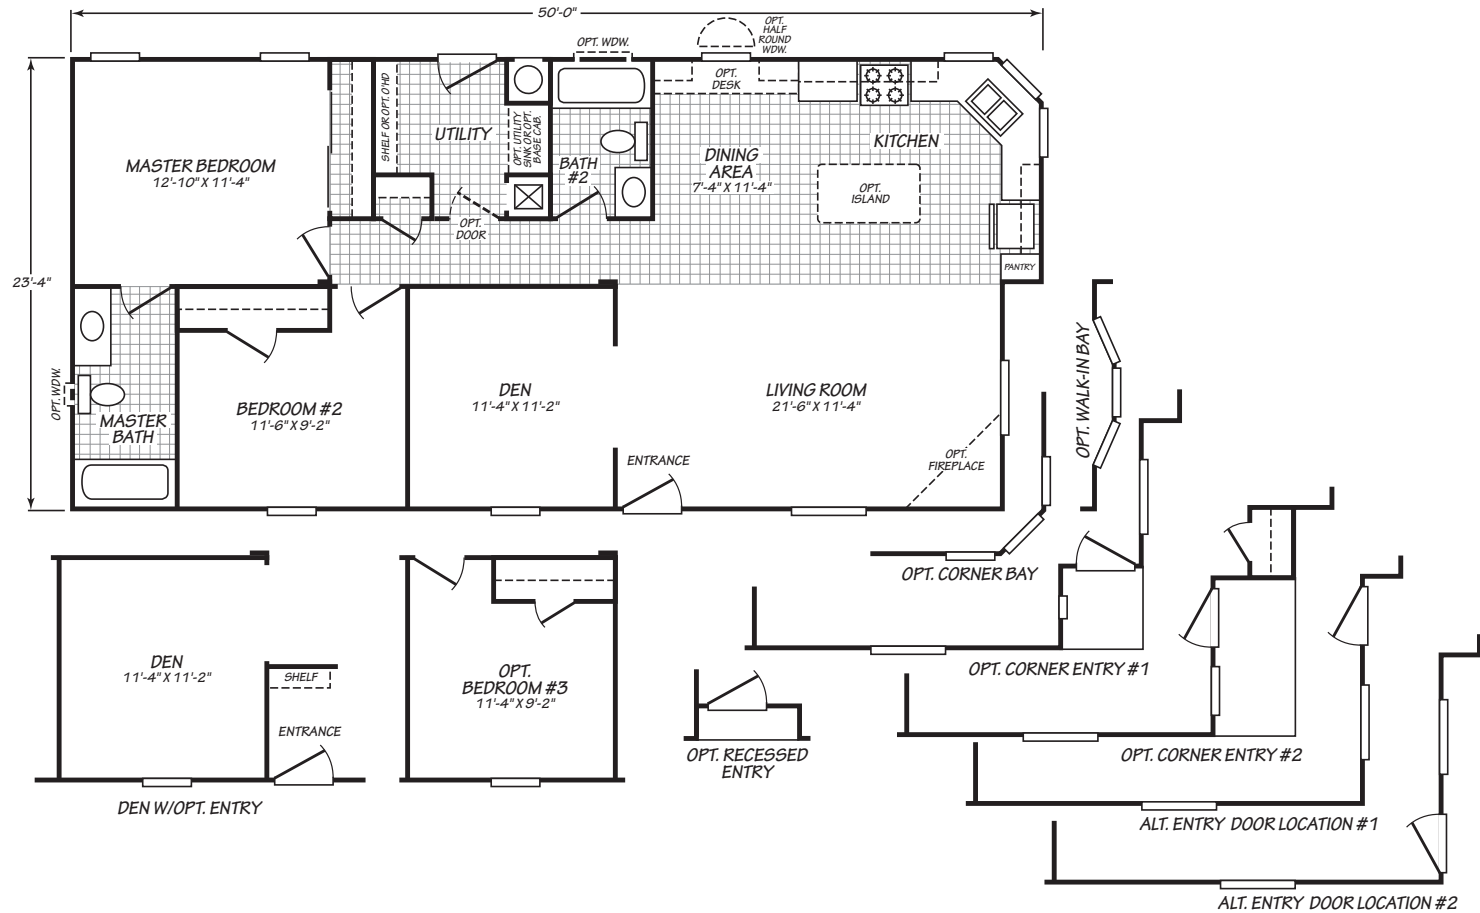 50'-0"
OPT.
HALF
ROUND
WDW.
OPT. WDW.
OPT.
DESK
SHELF OR OPT. O'HD
UTILITY
OPT. UTILITY
SINK OR OPT.
BASE CAB.
MASTER BEDROOM
12'-10" X 11'-4"
BATH
#2
DINING
AREA
7'-4" X 11'-4"
KITCHEN
OPT.
ISLAND
OPT.
DOOR
PANTRY
23'-4"
OPT. WDW.
MASTER
BATH
BEDROOM #2
11'-6" X 9'-2"
DEN
11'-4" X 11'-2"
LIVING ROOM
21'-6" X 11'-4"
ENTRANCE
OPT.
FIREPLACE
OPT. WALK-IN BAY
OPT. CORNER BAY
DEN
11'-4" X 11'-2"
SHELF
ENTRANCE
DEN W/OPT. ENTRY
OPT.
BEDROOM #3
11'-4" X 9'-2"
OPT. RECESSED
ENTRY
OPT. CORNER ENTRY #1
OPT. CORNER ENTRY #2
ALT. ENTRY DOOR LOCATION #1
ALT. ENTRY DOOR LOCATION #2